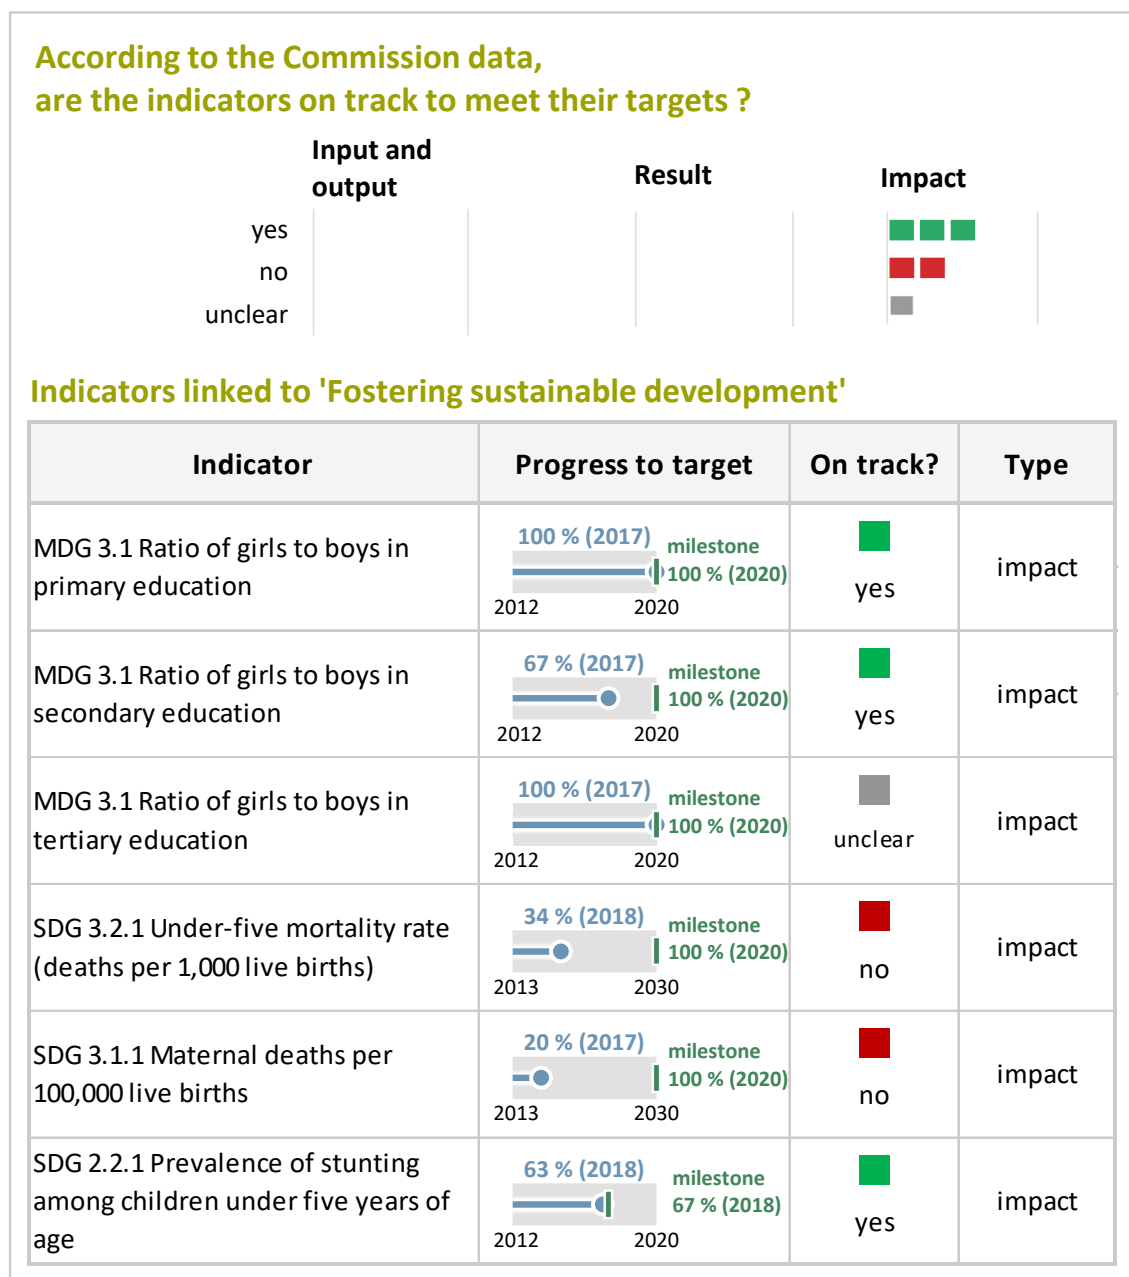 According to the Commission data,
are the indicators on track to meet their targets ?
Input and
output
Result
Impact
yes
no
unclear
Indicators linked to 'Fostering sustainable development'
Indicator
Progress to target
On track?
Type
MDG 3.1 Ratio of girls to boys in
primary education
100 % (2017)
milestone
100 % (2020)
2012
2020
yes
impact
MDG 3.1 Ratio of girls to boys in
secondary education
67 % (2017)
milestone
100 % (2020)
2012
2020
yes
impact
MDG 3.1 Ratio of girls to boys in
tertiary education
100 % (2017)
milestone
100 % (2020)
2012
2020
unclear
impact
SDG 3.2.1 Under-five mortality rate
(deaths per 1,000 live births)
34 % (2018)
milestone
100 % (2020)
2013
2030
no
impact
SDG 3.1.1 Maternal deaths per
100,000 live births
20 % (2017)
milestone
100 % (2020)
2013
2030
no
impact
SDG 2.2.1 Prevalence of stunting
among children under five years of
age
63 % (2018)
milestone
67 % (2018)
2012
2020
yes
impact